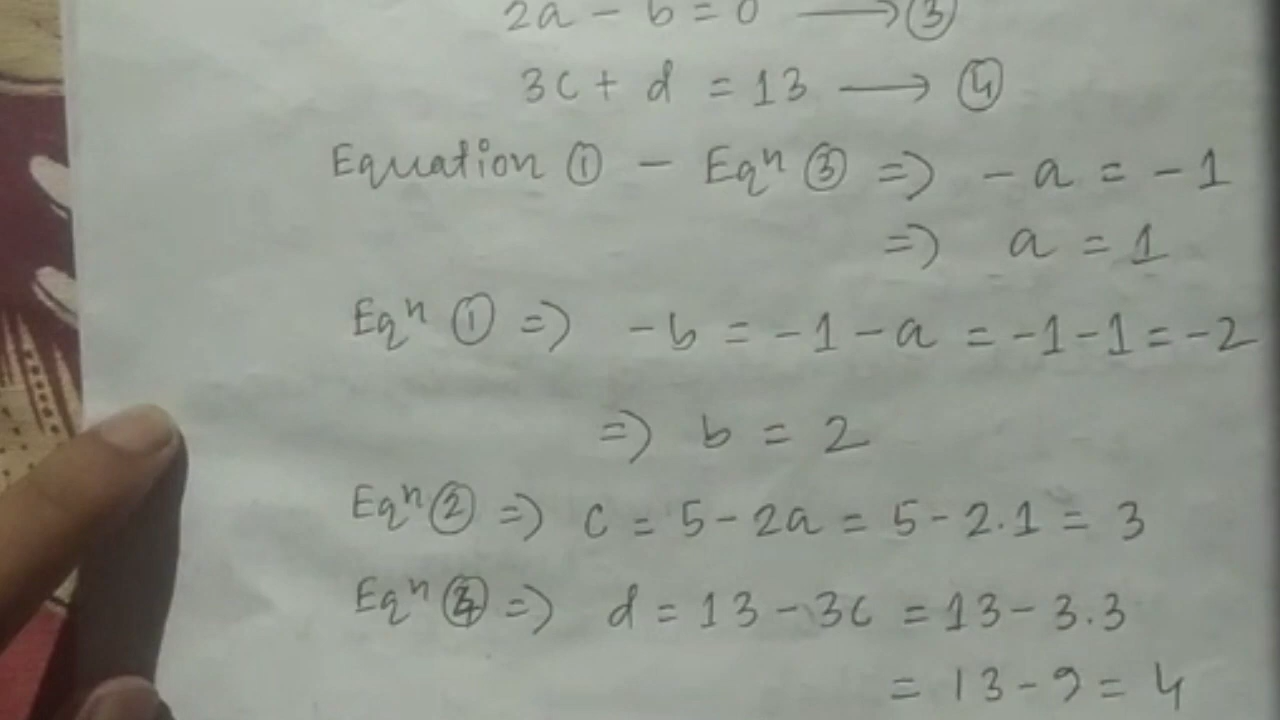 2a - b = 0 ⟶ ③
3c + d = 13 ⟶ ④
Equation ① - Eqⁿ ③ => -a = -1
=> a = 1
Eqⁿ ① => -b = -1 - a = -1-1 = -2
=> b = 2
Eqⁿ ② => c = 5 - 2a = 5 - 2.1 = 3
Eqⁿ ④ => d = 13 - 3c = 13 - 3.3
= 13 - 9 = 4